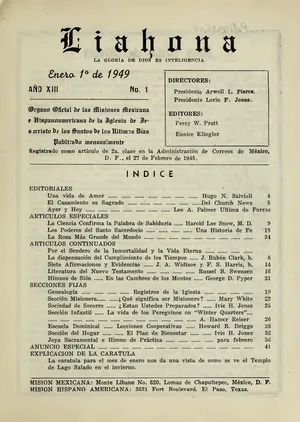 Liahona
LA GLORIA DE DIOS ES INTELIGENCIA
Enero 1º de 1949
AÑO XIII No. 1
Organo Oficial de las Misiones Mexicana
e Hispanoamericana de la Iglesia de Je-
sucristo de los Santos de los Ultimos Dias
Publicado mensualmente
DIRECTORES:
Presidente Arwell L. Pierce.
Presidente Lorin F. Jones.
EDITORES:
Percy W. Pratt
Eunice Klingler
Registrado como artículo de 2a. clase en la Administración de Correos de México,
D. F., el 27 de Febrero de 1945.
INDICE
EDITORIALES
Una vida de Amor Hugo N. Salvioli 4
El Casamiento es Sagrado Del Church News 5
Ayer y Hoy Lee A. Palmer Ultima de Forros
ARTICULOS ESPECIALES
La Ciencia Confirma la Palabra de Sabiduría Harold Lee Snow, M. D. 9
Los Poderes del Santo Sacerdocio Una Historia de Fe
La Rosa Más Grande del Mundo 34
ARTICULOS CONTINUADOS
Por el Sendero de la Inmortalidad y la Vida Eterna
La dispensación del Cumplimiento de los Tiempos J. Rubén Clark, h. 6
Siete Afirmaciones y Evidencias J. A. Widtsoe y F. S. Harris, h. 14
Literatura del Nuevo Testamento Russel B. Swensen 16
Himnos de Sión En las Cumbres de los Montes George D. Pyper
SECCIONES FIJAS
Genealogía Registros de la Iglesia
Sección Misionera ¿Qué significa ser Misionero? Mary White
Sociedad de Socorro ¿Estan Ustedes Preparados? Ivie H. Jones
Sección Infantil La vida de los Peregrinos en "Winter Quarters"
A. Hamer Reiser 26
Escuela Dominical Lecciones Cooperativas Howard R. Driggs 28
Sección del Hogar El Plan de Bienestar Ivie H. Jones
Joya Sacramental e Himno de Práctica para febrero
ANUNCIO ESPECIAL 41
EXPLICACION DE LA CARATULA
La carátula para el mes de enero nos da una vista de como se ve el Templo
de Lago Salado en el invierno.
MISION MEXICANA: Monte Líbano No. 520. Lomas de Chapultepec, México, D. F.
MISION HISPANO AMERICANA: 3531 Fort Boulevard. El Paso, Texas.